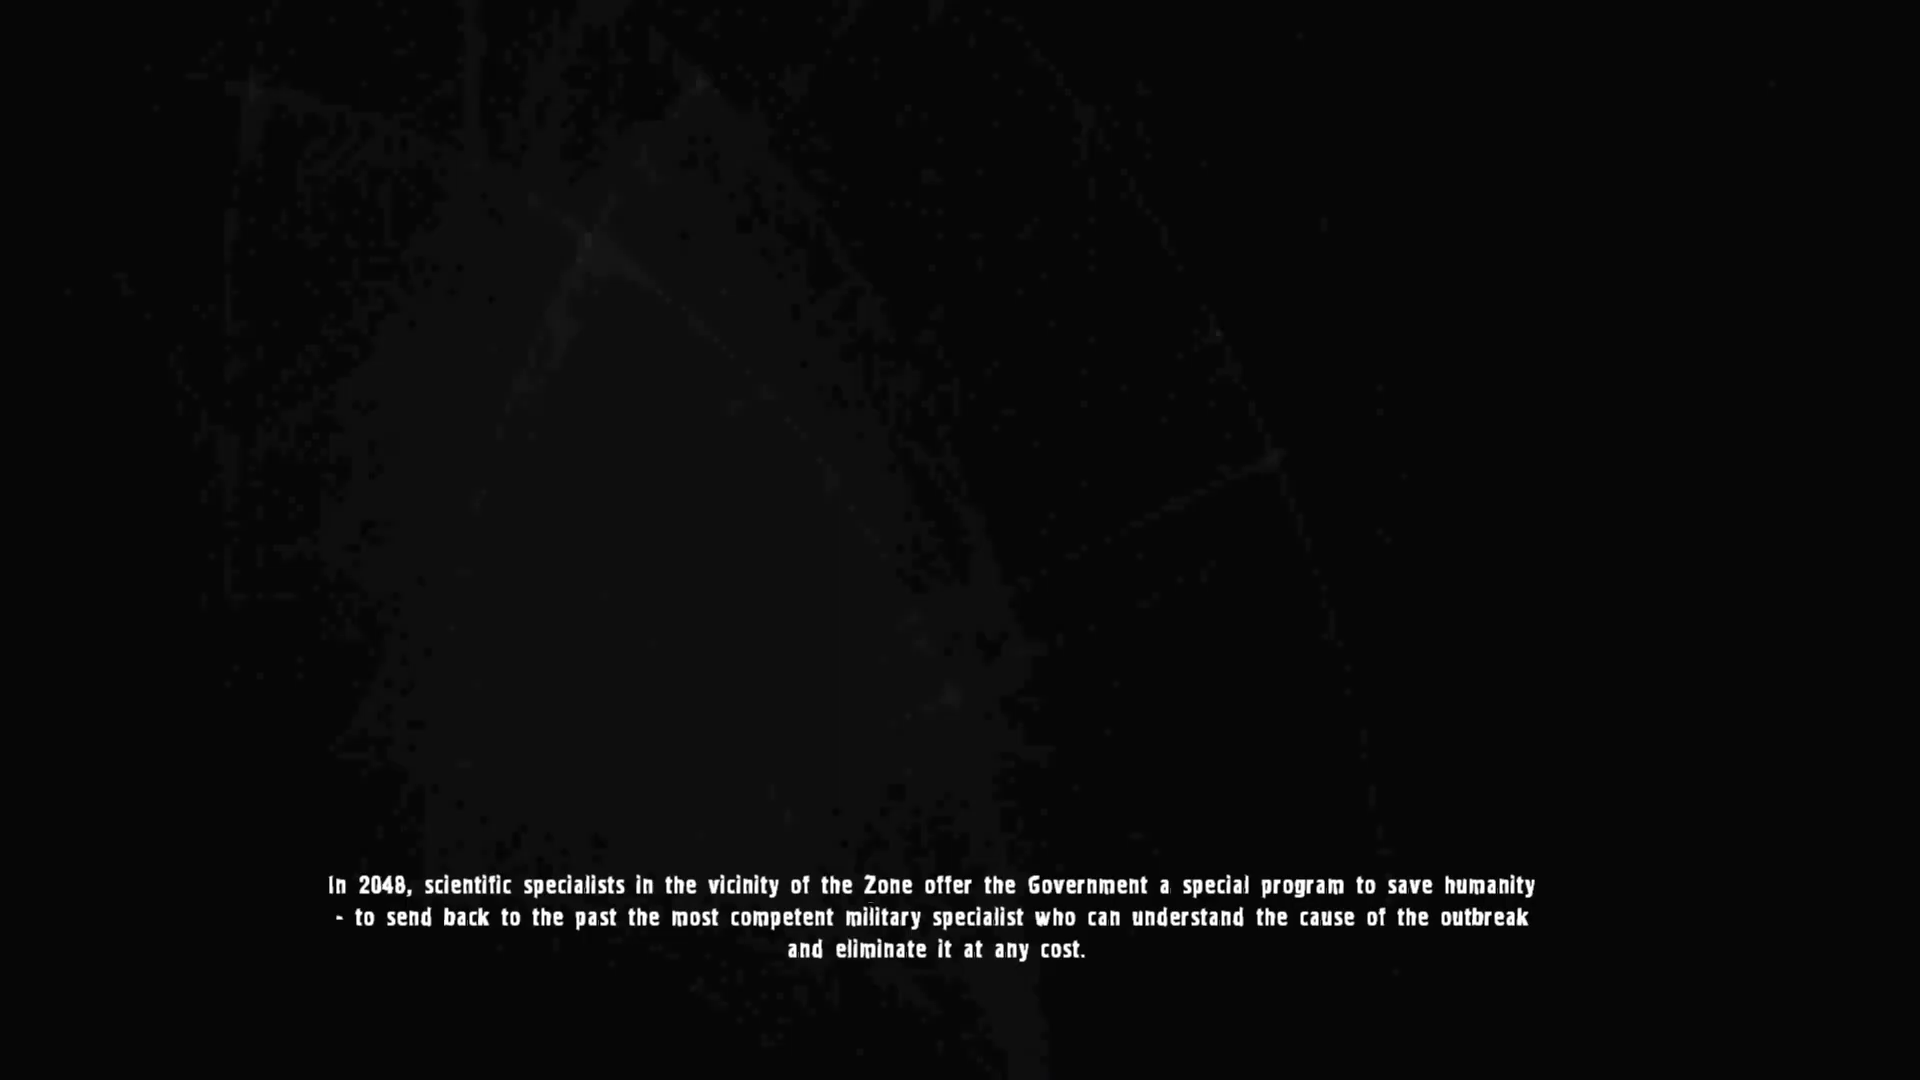 In 2048, scientific specialists in the vicinity of the Zone offer the Government a special program to save humanity
- to send back to the past the most competent military specialist who can understand the cause of the outbreak
and eliminate it at any cost.